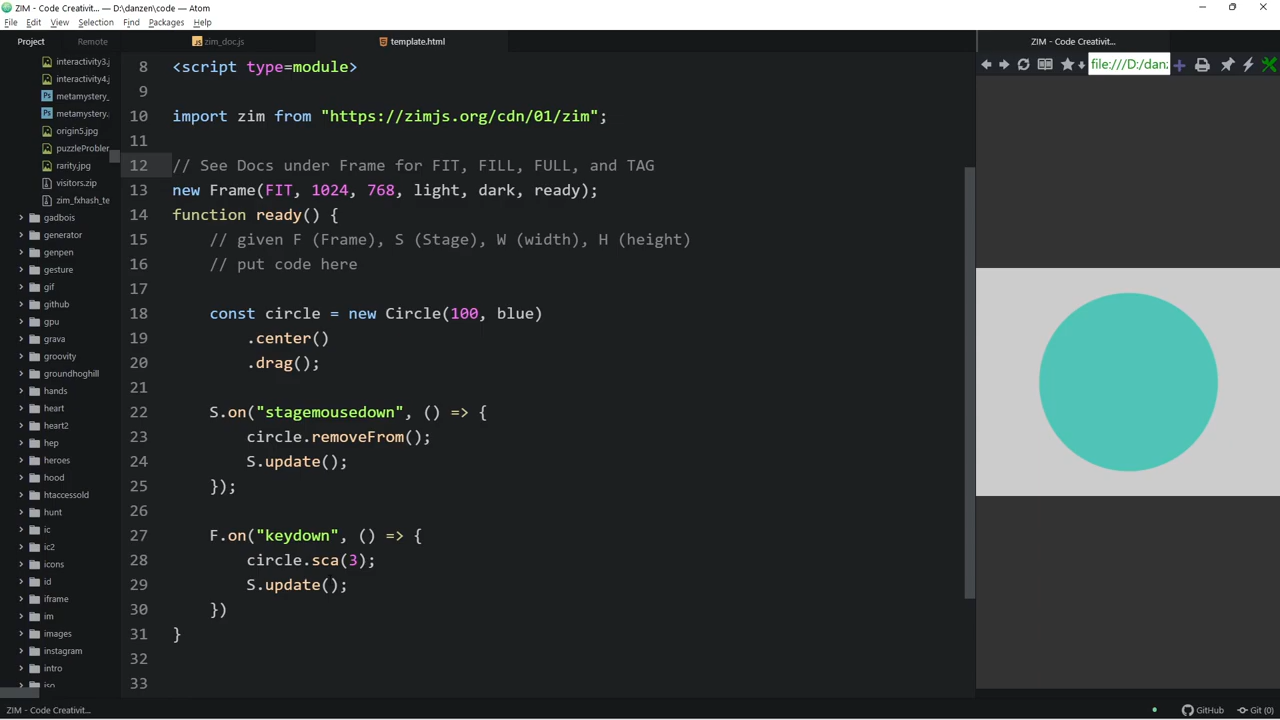 ZIM - Code Creativit... — D:\danzen\code — Atom
File Edit View Selection Find Packages Help
Project Remote
zim_doc.js
template.html
ZIM - Code Creativit...
file:///D:/danz
interactivity3.j
interactivity4.j
metamystery_
metamystery.
origin5.jpg
puzzleProbler
rarity.jpg
visitors.zip
zim_fxhash_te
gadbois
generator
genpen
gesture
gif
github
gpu
grava
groovity
groundhoghill
hands
heart
heart2
hep
heroes
hood
htaccessold
hunt
ic
ic2
icons
id
iframe
im
images
instagram
intro
iso
8 <script type=module>
9
10 import zim from "https://zimjs.org/cdn/01/zim";
11
12 // See Docs under Frame for FIT, FILL, FULL, and TAG
13 new Frame(FIT, 1024, 768, light, dark, ready);
14 function ready() {
15 // given F (Frame), S (Stage), W (width), H (height)
16 // put code here
17
18 const circle = new Circle(100, blue)
19 .center()
20 .drag();
21
22 S.on("stagemousedown", () => {
23 circle.removeFrom();
24 S.update();
25 });
26
27 F.on("keydown", () => {
28 circle.sca(3);
29 S.update();
30 })
31 }
32
33
ZIM - Code Creativit...
GitHub
Git (0)